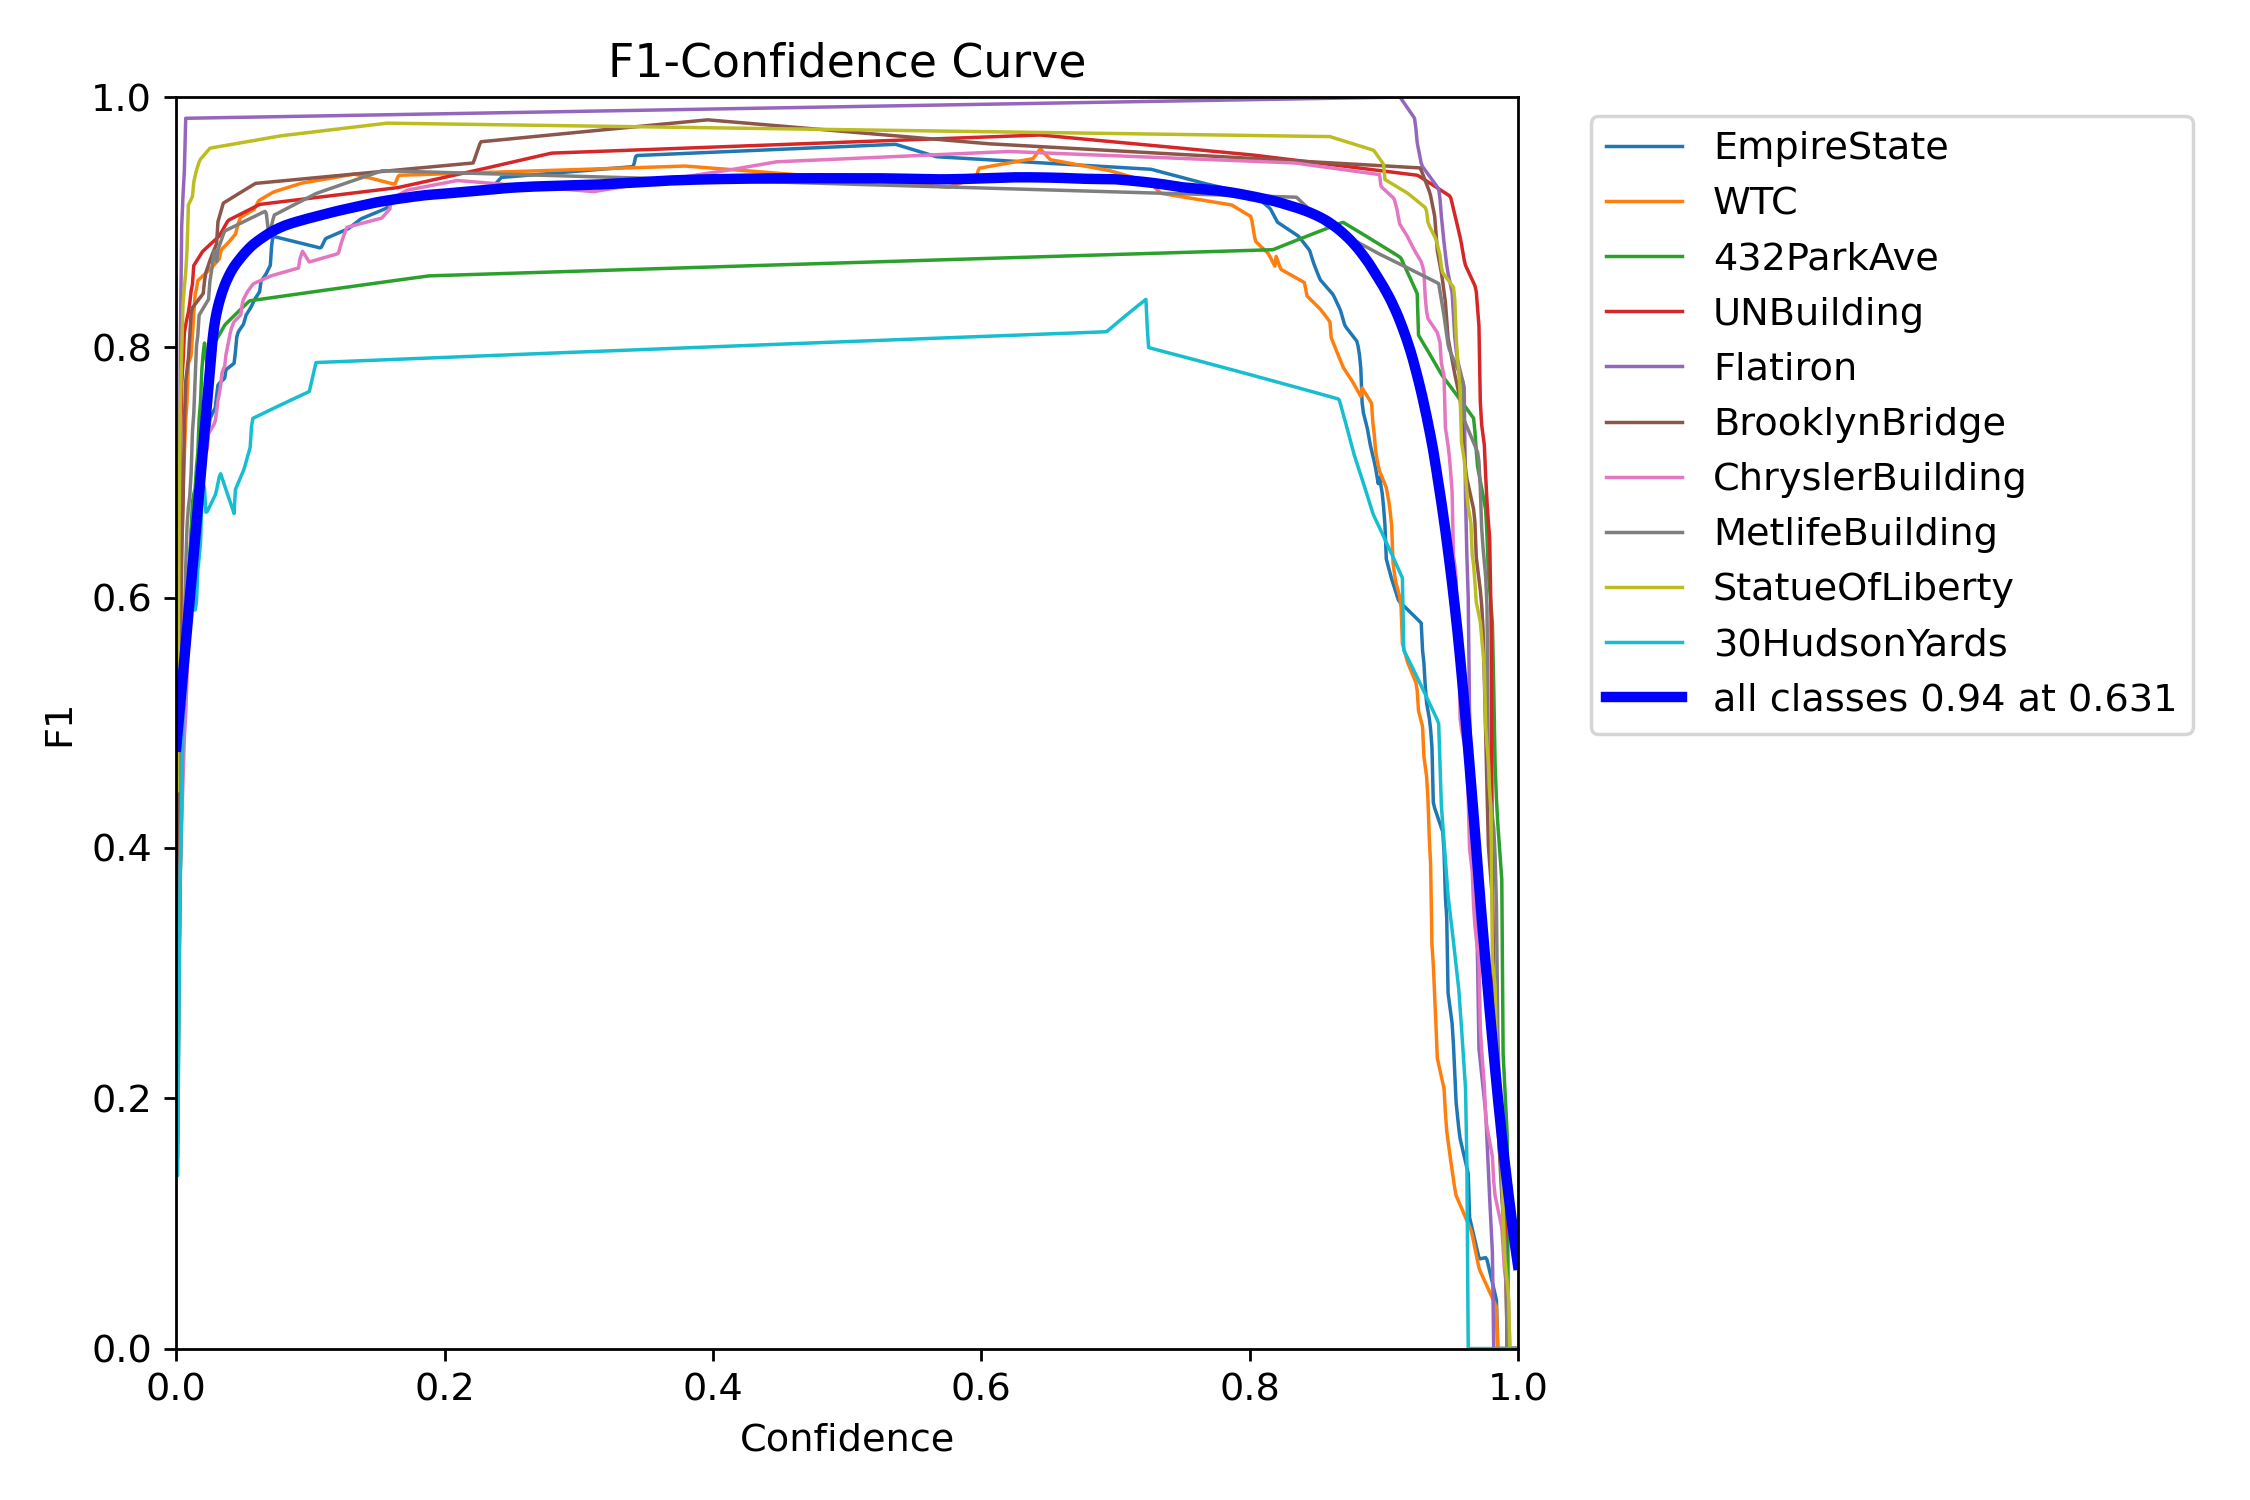 F1-Confidence Curve
F1
1.0
0.8
0.6
0.4
0.2
0.0
0.0 0.2 0.4 0.6 0.8 1.0
Confidence
EmpireState
WTC
432ParkAve
UNBuilding
Flatiron
BrooklynBridge
ChryslerBuilding
MetlifeBuilding
StatueOfLiberty
30HudsonYards
all classes 0.94 at 0.631